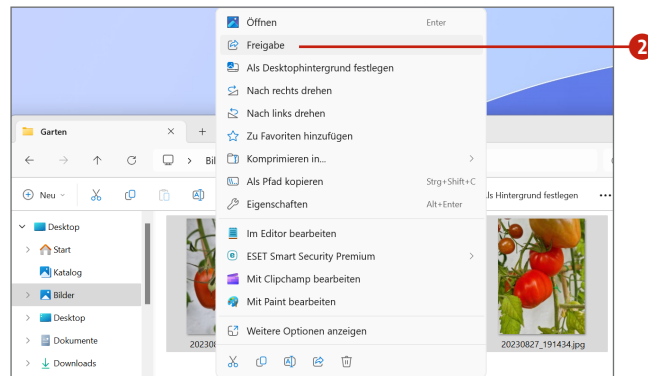 Öffnen Enter
Freigabe
2
Als Desktophintergrund festlegen
Nach rechts drehen
Nach links drehen
Zu Favoriten hinzufügen
Komprimieren in...
Als Pfad kopieren Strg+Shift+C
Eigenschaften Alt+Enter
Im Editor bearbeiten
ESET Smart Security Premium
Mit Clipchamp bearbeiten
Mit Paint bearbeiten
Weitere Optionen anzeigen
Garten
Bil
Neu
ls Hintergrund festlegen
Desktop
Start
Katalog
Bilder
Desktop
Dokumente
Downloads
20230
20230827_191434.jpg